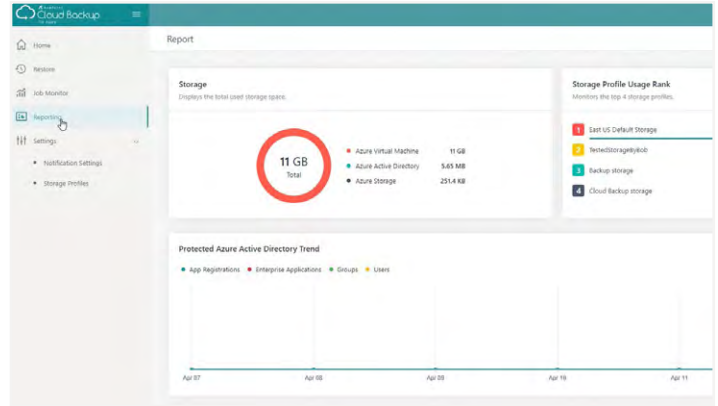 Cloud Backup
Home
Restore
Job Monitor
Reporting
Settings
Notification Settings
Storage Profiles
Report
Storage
Displays the total used storage space.
11 GB
Total
Azure Virtual Machine 11 GB
Azure Active Directory 5.65 MB
Azure Storage 251.4 KB
Storage Profile Usage Rank
Monitors the top 4 storage profiles.
1 East US Default Storage
2 TestedStorageByBob
3 Backup storage
4 Cloud Backup storage
Protected Azure Active Directory Trend
App Registrations Enterprise Applications Groups Users
Apr 07 Apr 08 Apr 09 Apr 10 Apr 11